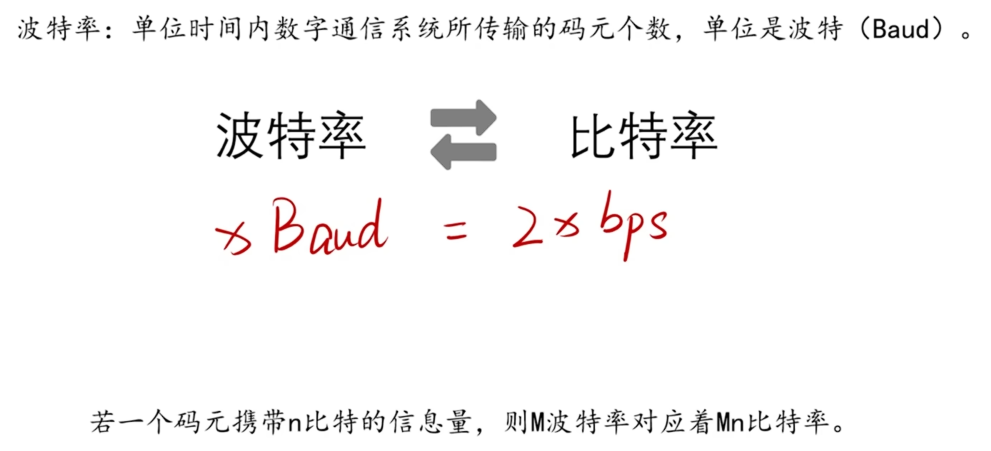 波特率：单位时间内数字通信系统所传输的码元个数，单位是波特（Baud）。
波特率 比特率
x Baud = 2x bps
若一个码元携带n比特的信息量，则M波特率对应着Mn比特率。